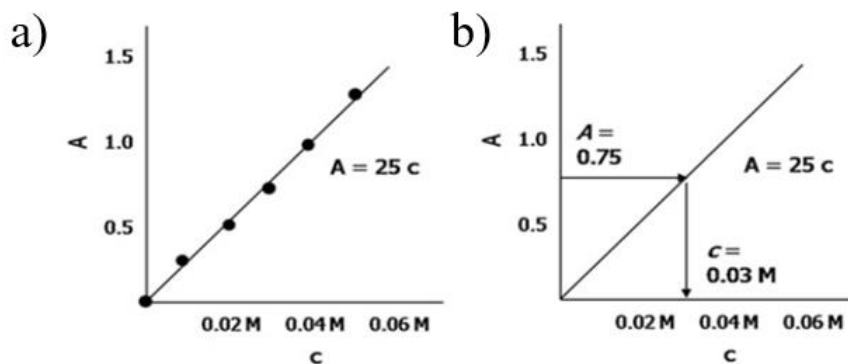 a)
1.5
1.0
0.5
A
A = 25 c
0.02 M 0.04 M 0.06 M
c
b)
1.5
1.0
0.5
A
A =
0.75
A = 25 c
c =
0.03 M
0.02 M 0.04 M 0.06 M
c